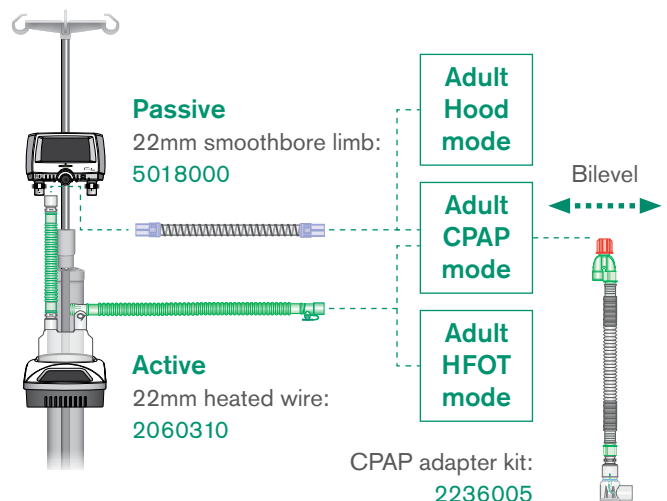 Passive
22mm smoothbore limb:
5018000
Adult
Hood
mode
Bilevel
Adult
CPAP
mode
Active
22mm heated wire:
2060310
Adult
HFOT
mode
CPAP adapter kit:
2236005